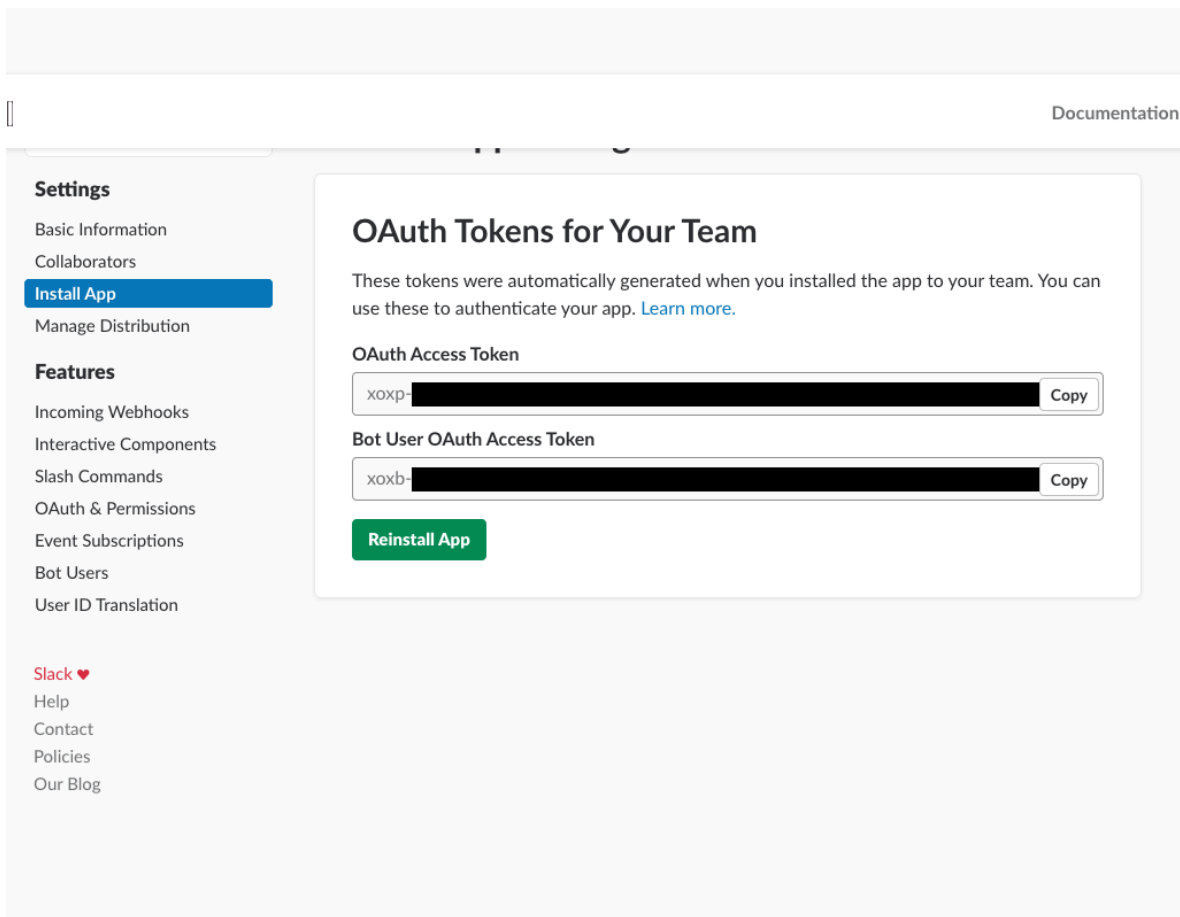 Documentation
Settings
Basic Information
Collaborators
Install App
Manage Distribution
Features
Incoming Webhooks
Interactive Components
Slash Commands
OAuth & Permissions
Event Subscriptions
Bot Users
User ID Translation
Slack ♥
Help
Contact
Policies
Our Blog
OAuth Tokens for Your Team
These tokens were automatically generated when you installed the app to your team. You can
use these to authenticate your app. Learn more.
OAuth Access Token
xoxp-
Copy
Bot User OAuth Access Token
xoxb-
Copy
Reinstall App